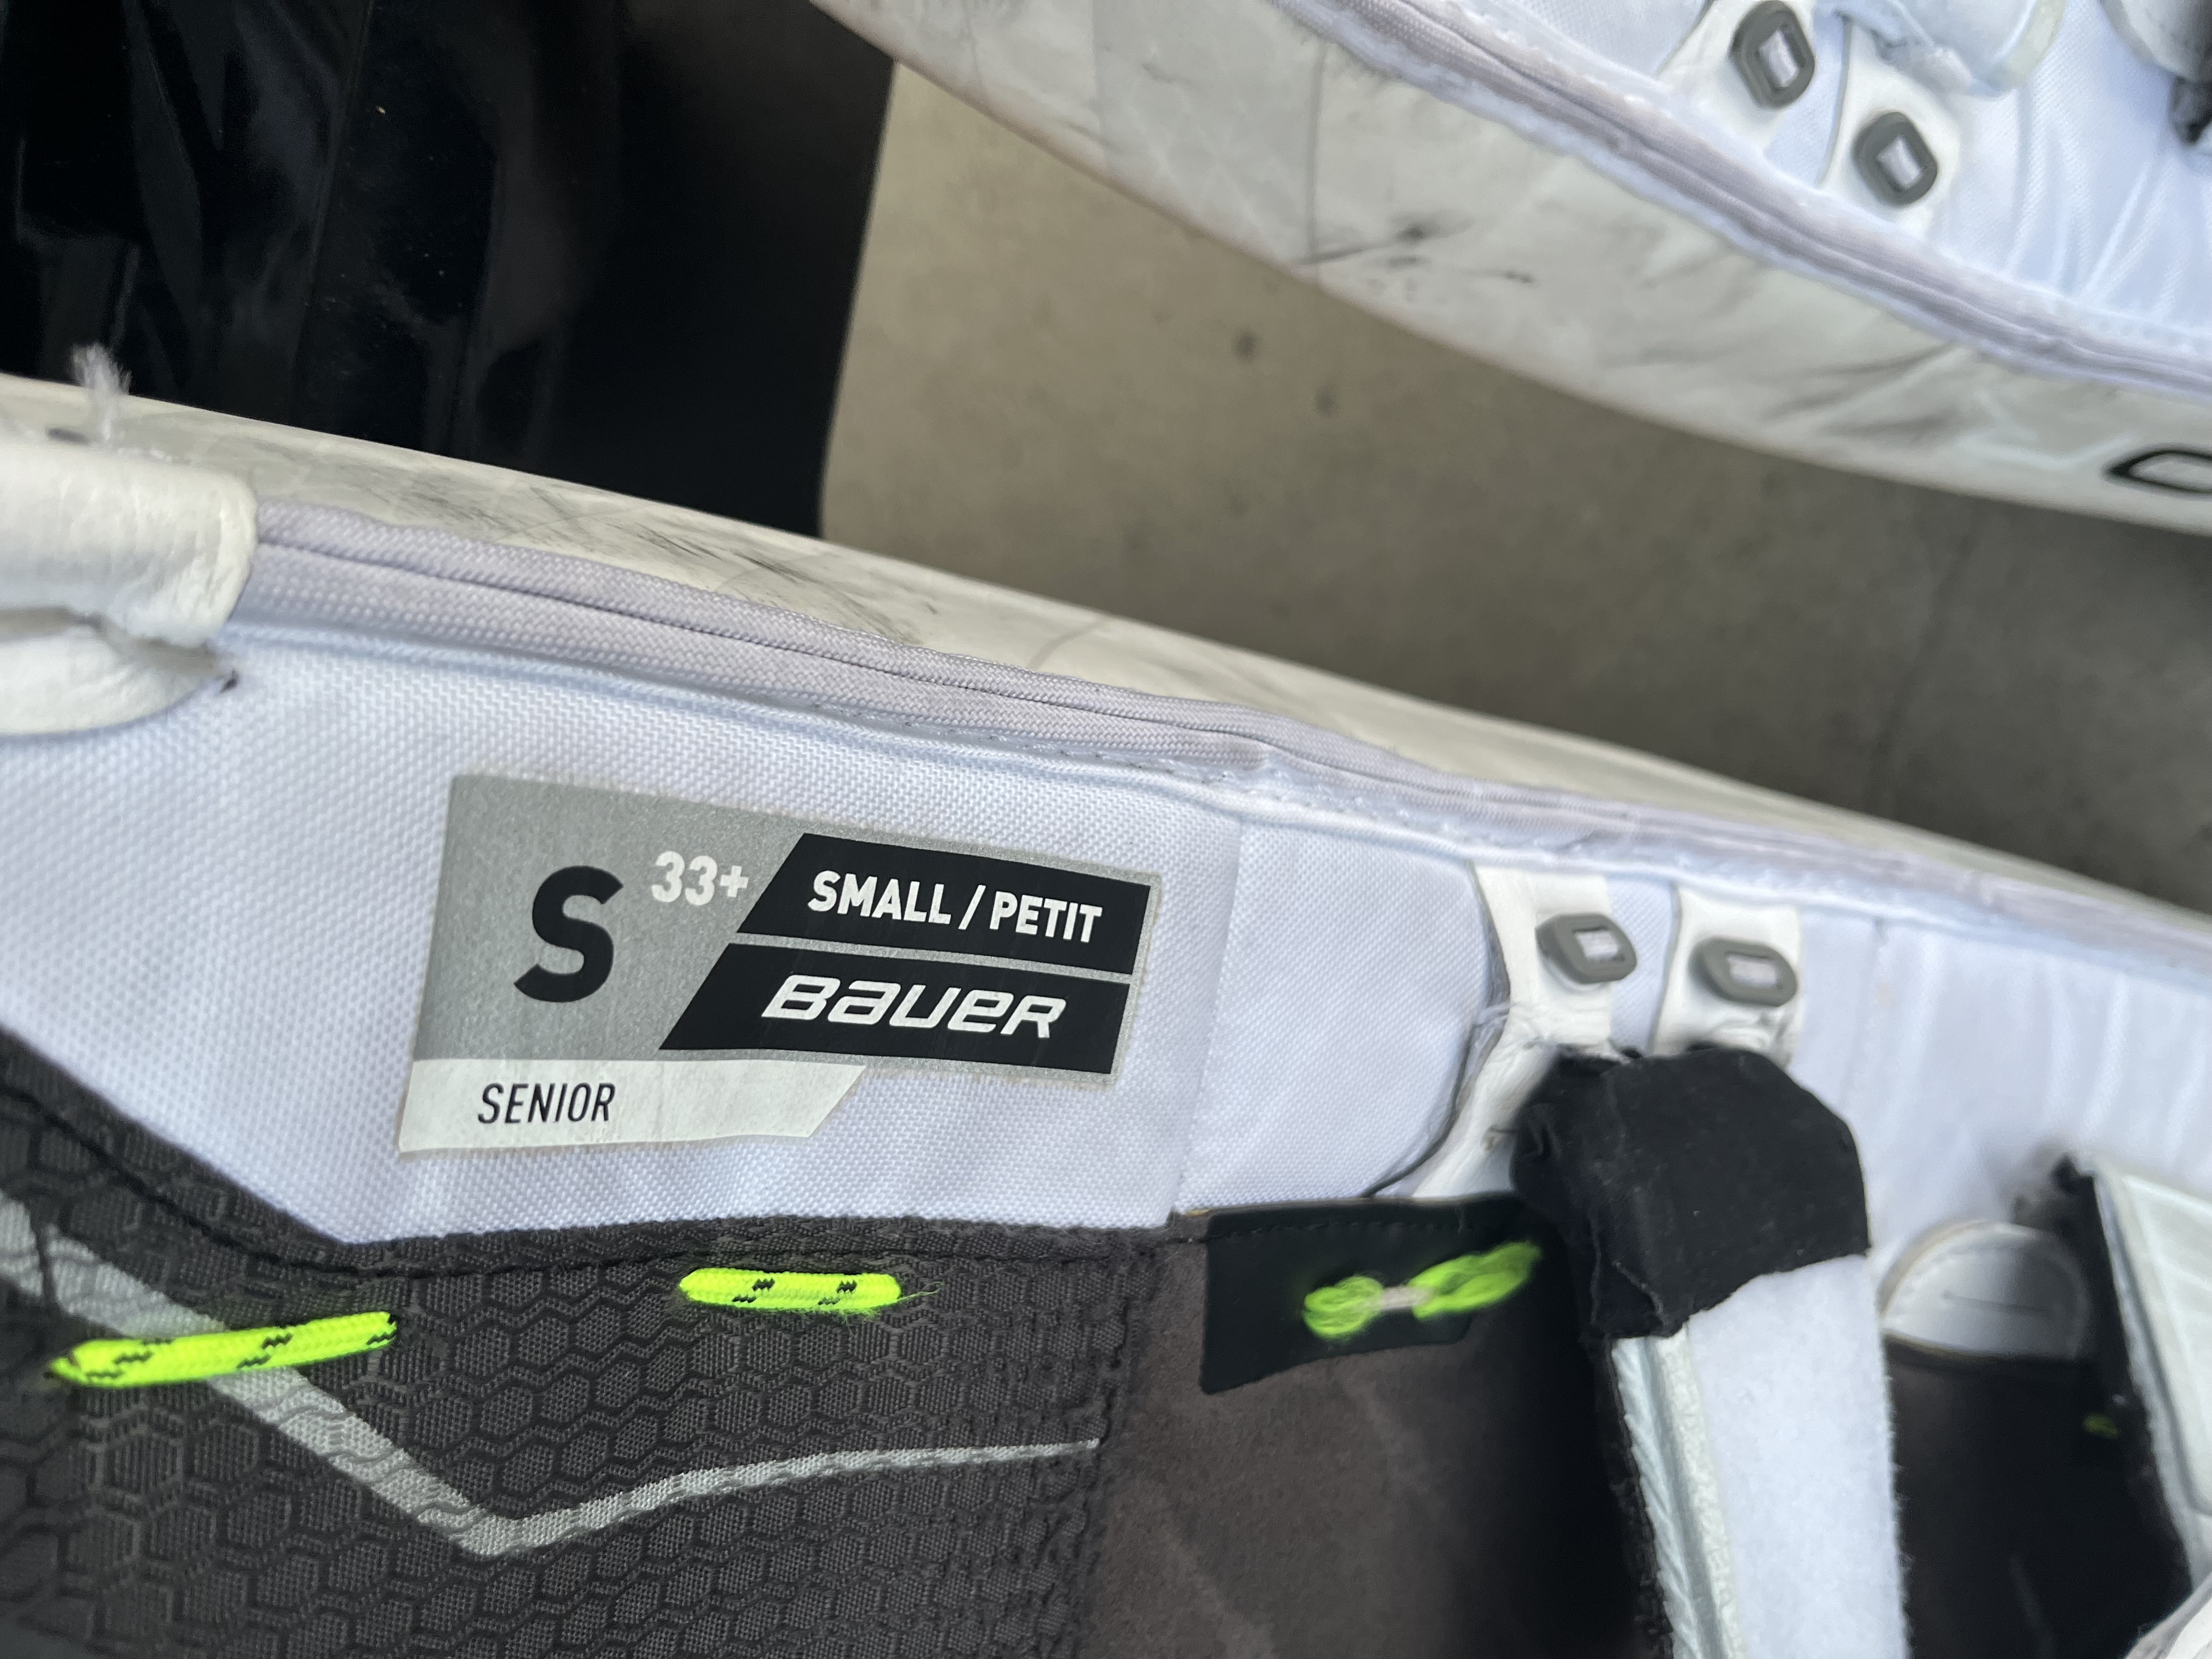 S 33+
SMALL / PETIT
BAUER
SENIOR